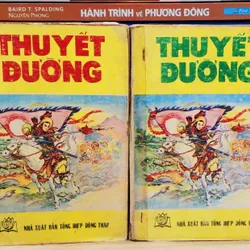 BAIRD T. SPALDING
NGUYÊN PHONG
HÀNH TRÌNH VỀ PHƯƠNG ĐÔNG
THUYẾT
ĐƯỜNG
NHÀ XUẤT BẢN TỔNG HỢP ĐỒNG THÁP
THUYẾT
ĐƯỜNG
NHÀ XUẤT BẢN TỔNG HỢP ĐỒNG THÁP